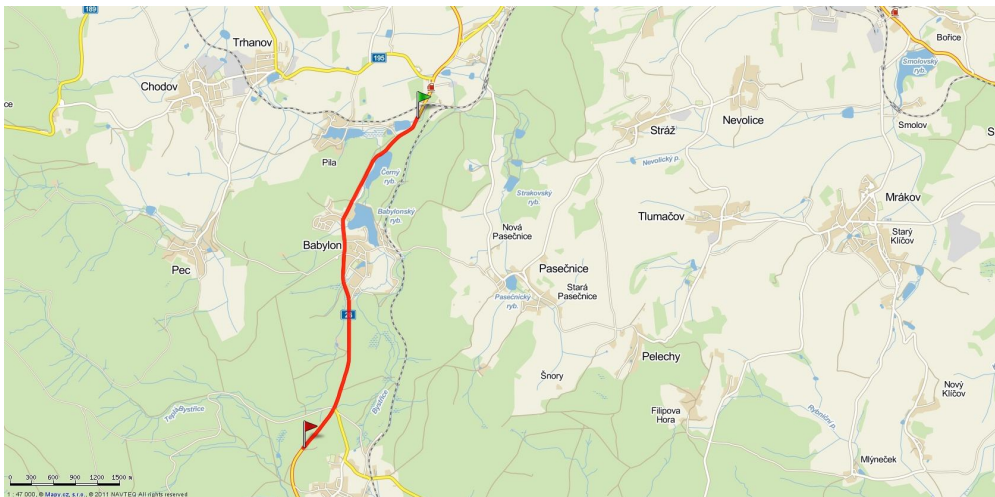 189
Trhanov
195
Chodov
ce
Pila
Černý
ryb.
Babylonský
ryb.
Babylon
Pec
Teplá Bystřice
Bystřice
Nová
Pasečnice
Strakovský
ryb.
Pasečnice
Stará
Pasečnice
Pasečnický
ryb.
Šnory
Pelechy
Filipova
Hora
Stráž
Nevolice
Nevolický p.
Tlumačov
Bořice
Smolovský
ryb.
Smolov
S
Mrákov
Starý
Klíčov
Nový
Klíčov
Rybniční p.
Mlýneček
0 300 600 900 1200 1500 m
1 : 47 000, © Mapy.cz, s.r.o., © 2011 NAVTEQ All rights reserved